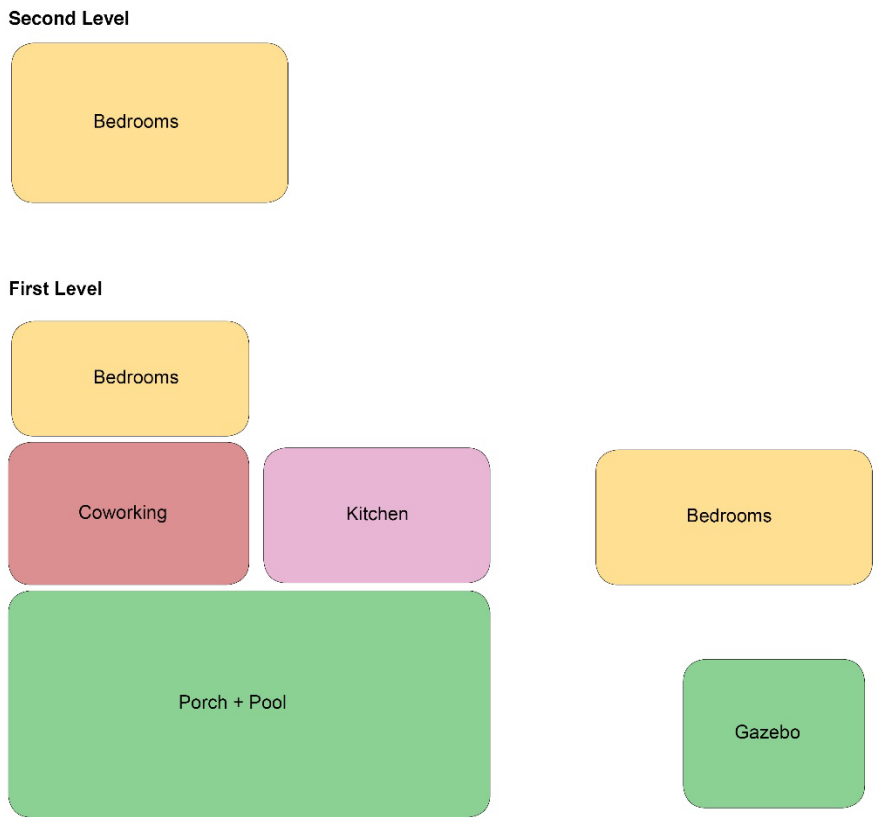 Second Level
Bedrooms
First Level
Bedrooms
Coworking
Kitchen
Bedrooms
Porch + Pool
Gazebo